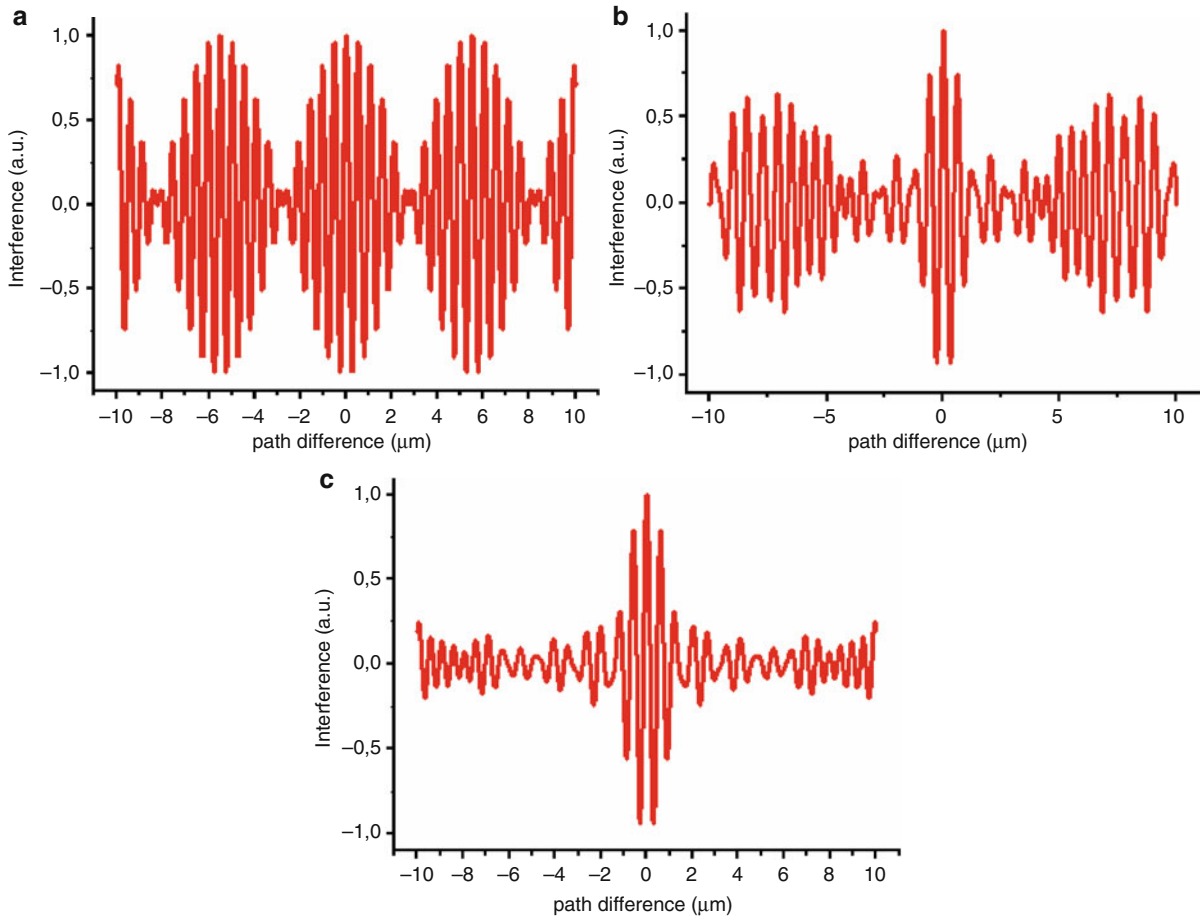 a
1,0
0,5
0,0
−0,5
−1,0
Interference (a.u.)
−10 −8 −6 −4 −2 0 2 4 6 8 10
path difference (μm)
b
1,0
0,5
0,0
−0,5
−1,0
Interference (a.u.)
−10 −5 0 5 10
path difference (μm)
c
1,0
0,5
0,0
−0,5
−1,0
Interference (a.u.)
−10 −8 −6 −4 −2 0 2 4 6 8 10
path difference (μm)